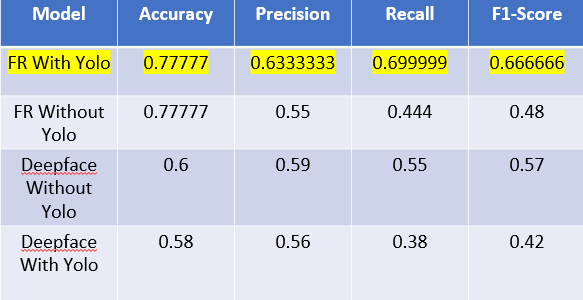 Model Accuracy Precision Recall F1-Score
FR With Yolo 0.77777 0.6333333 0.699999 0.666666
FR Without 0.77777 0.55 0.444 0.48
Yolo
Deepface 0.6 0.59 0.55 0.57
Without
Yolo
Deepface 0.58 0.56 0.38 0.42
With Yolo